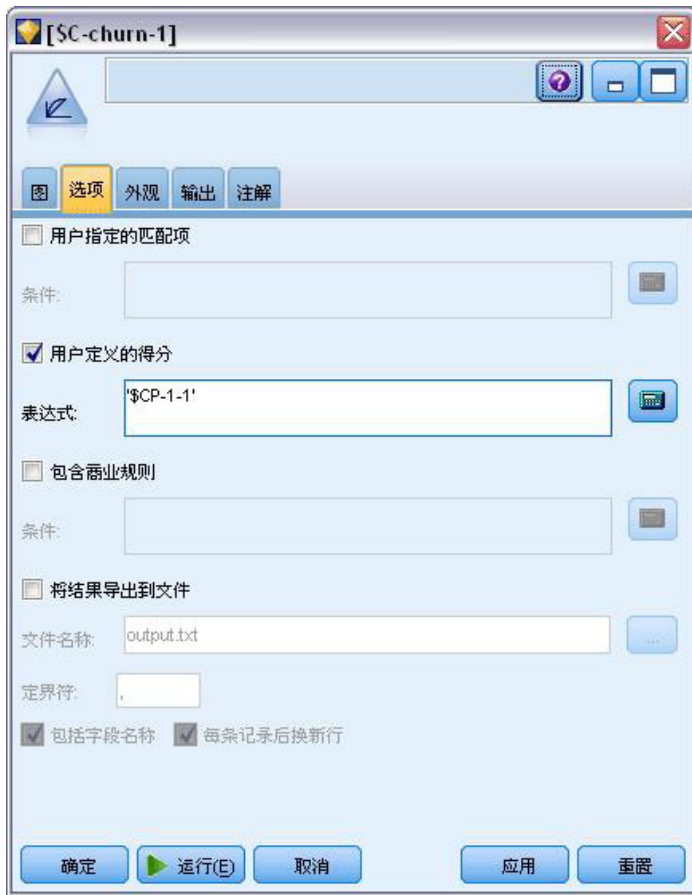 [$C-churn-1]
图 选项 外观 输出 注解
用户指定的匹配项
条件:
用户定义的得分
表达式: '$CP-1-1'
包含商业规则
条件:
将结果导出到文件
文件名称: output.txt ...
定界符: ,
包括字段名称 每条记录后换新行
确定 运行(E) 取消 应用 重置